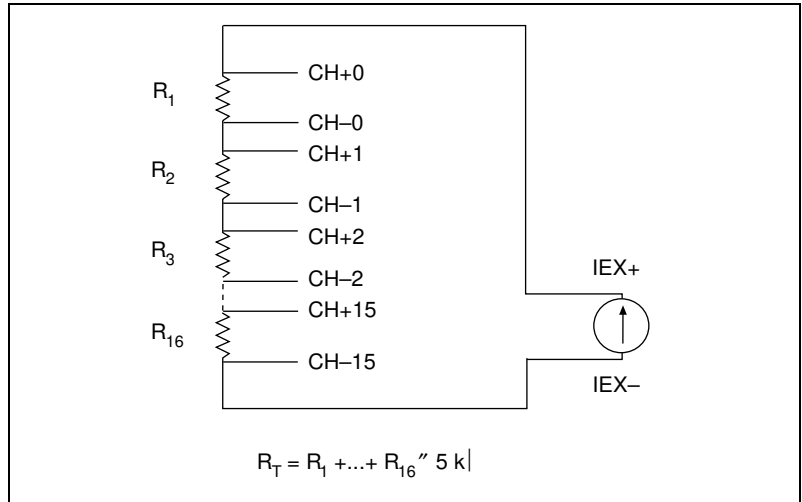 R1
CH+0
CH–0
CH+1
R2
CH–1
CH+2
R3
CH–2
CH+15
R16
CH–15
IEX+
IEX–
RT = R1 +...+ R16 ″ 5 k|